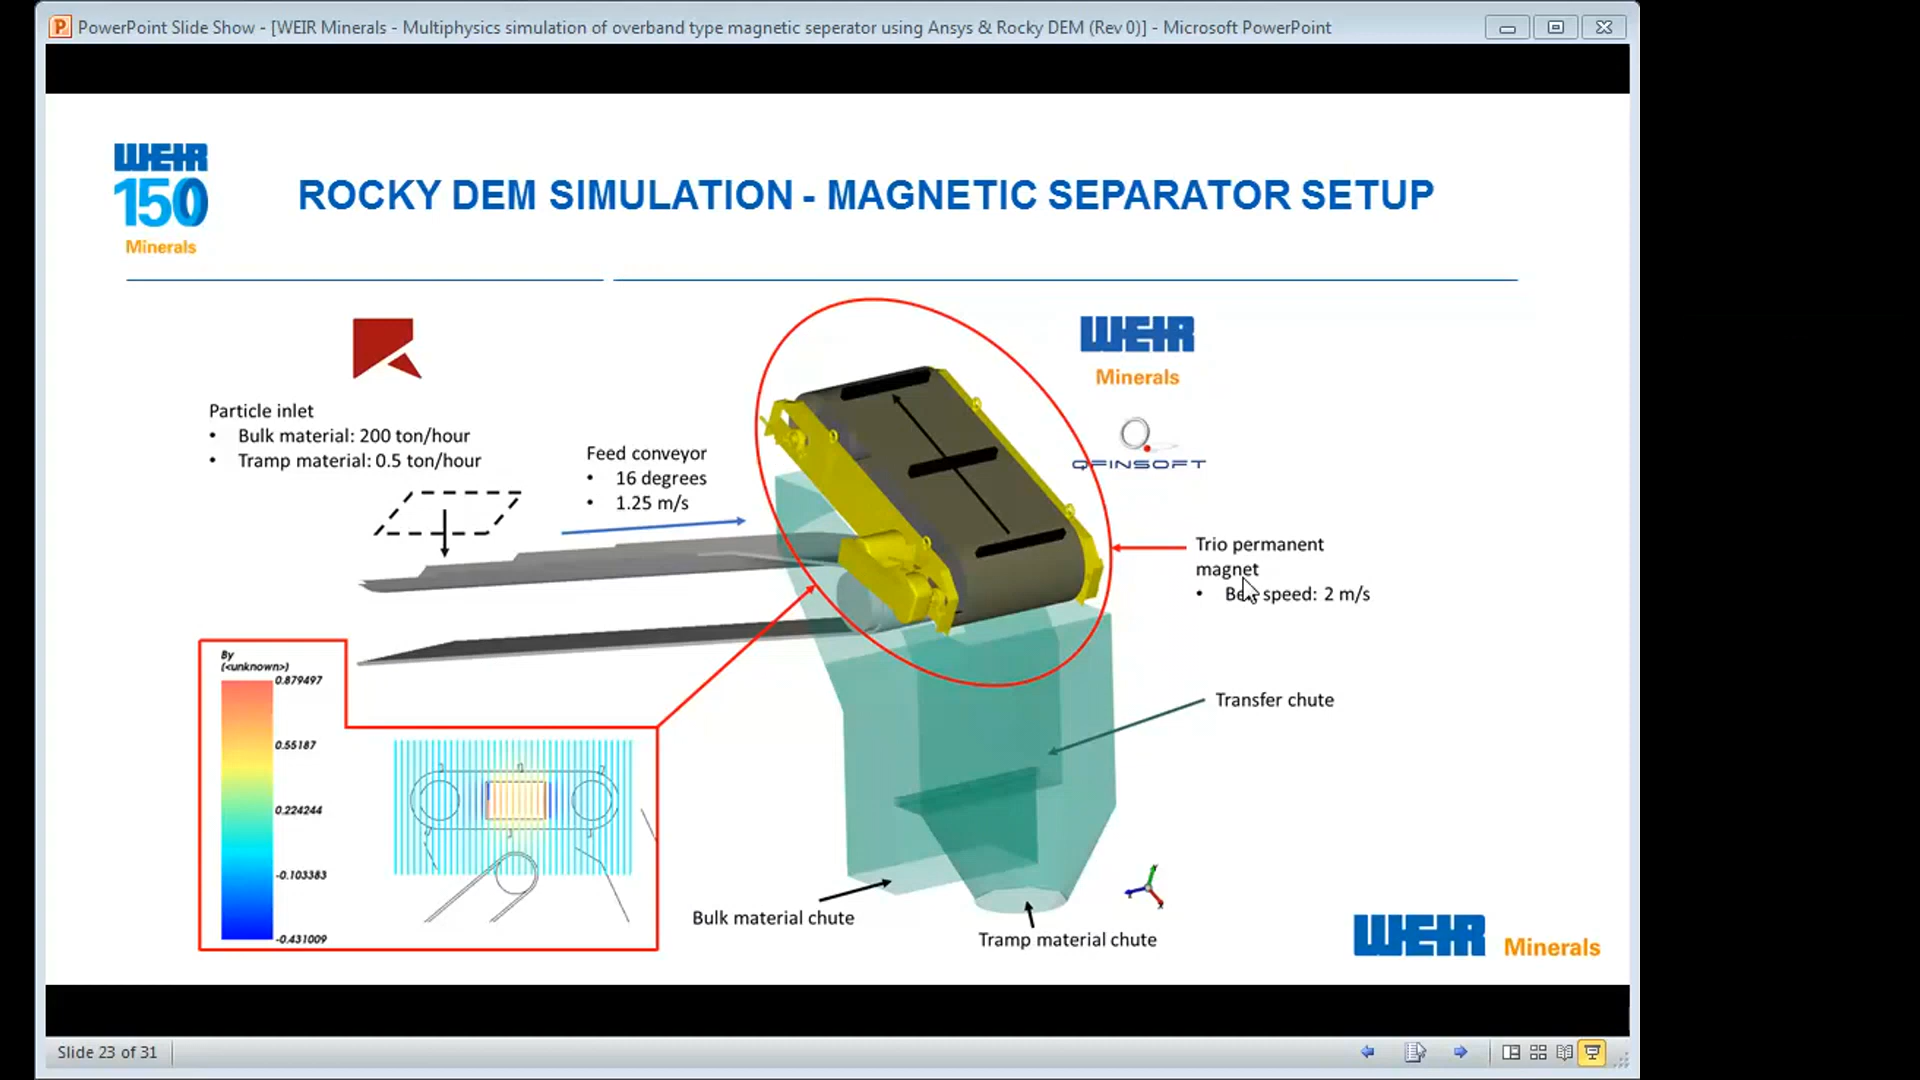 PowerPoint Slide Show - [WEIR Minerals - Multiphysics simulation of overband type magnetic seperator using Ansys & Rocky DEM (Rev 0)] - Microsoft PowerPoint
WEIR
150
Minerals
ROCKY DEM SIMULATION - MAGNETIC SEPARATOR SETUP
WEIR
Minerals
QFINSOFT
Particle inlet
• Bulk material: 200 ton/hour
• Tramp material: 0.5 ton/hour
Feed conveyor
• 16 degrees
• 1.25 m/s
Trio permanent
magnet
• Belt speed: 2 m/s
By
(<unknown>)
0.879497
0.55187
0.224244
-0.103383
-0.431009
Transfer chute
Bulk material chute
Tramp material chute
WEIR Minerals
Slide 23 of 31